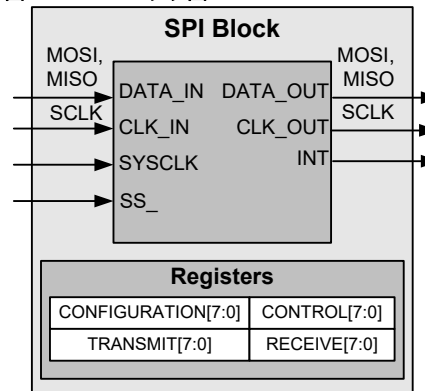 SPI Block
MOSI,
MISO
MOSI,
MISO
DATA_IN DATA_OUT
SCLK
SCLK
CLK_IN CLK_OUT
SYSCLK INT
SS_
Registers
CONFIGURATION[7:0] CONTROL[7:0]
TRANSMIT[7:0] RECEIVE[7:0]